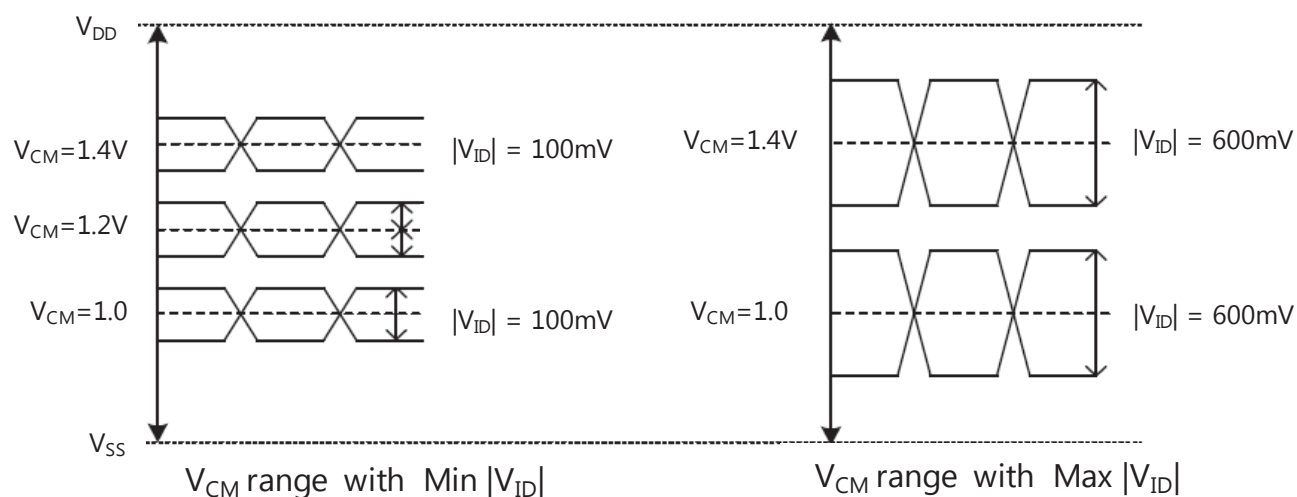 VDD
VCM=1.4V
|VID| = 100mV
VCM=1.2V
VCM=1.0
|VID| = 100mV
VSS
VCM range with Min |VID|
VCM=1.4V
|VID| = 600mV
VCM=1.0
|VID| = 600mV
VCM range with Max |VID|